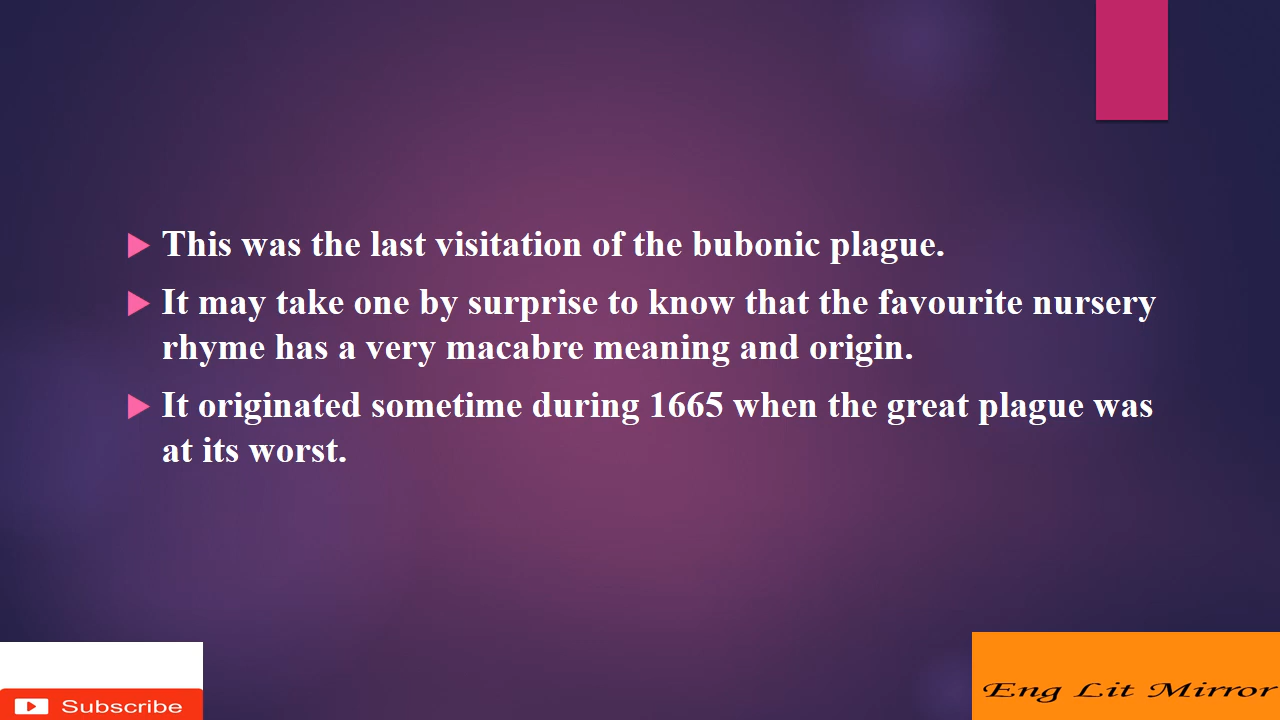 This was the last visitation of the bubonic plague.
It may take one by surprise to know that the favourite nursery
rhyme has a very macabre meaning and origin.
It originated sometime during 1665 when the great plague was
at its worst.
Subscribe
Eng Lit Mirror